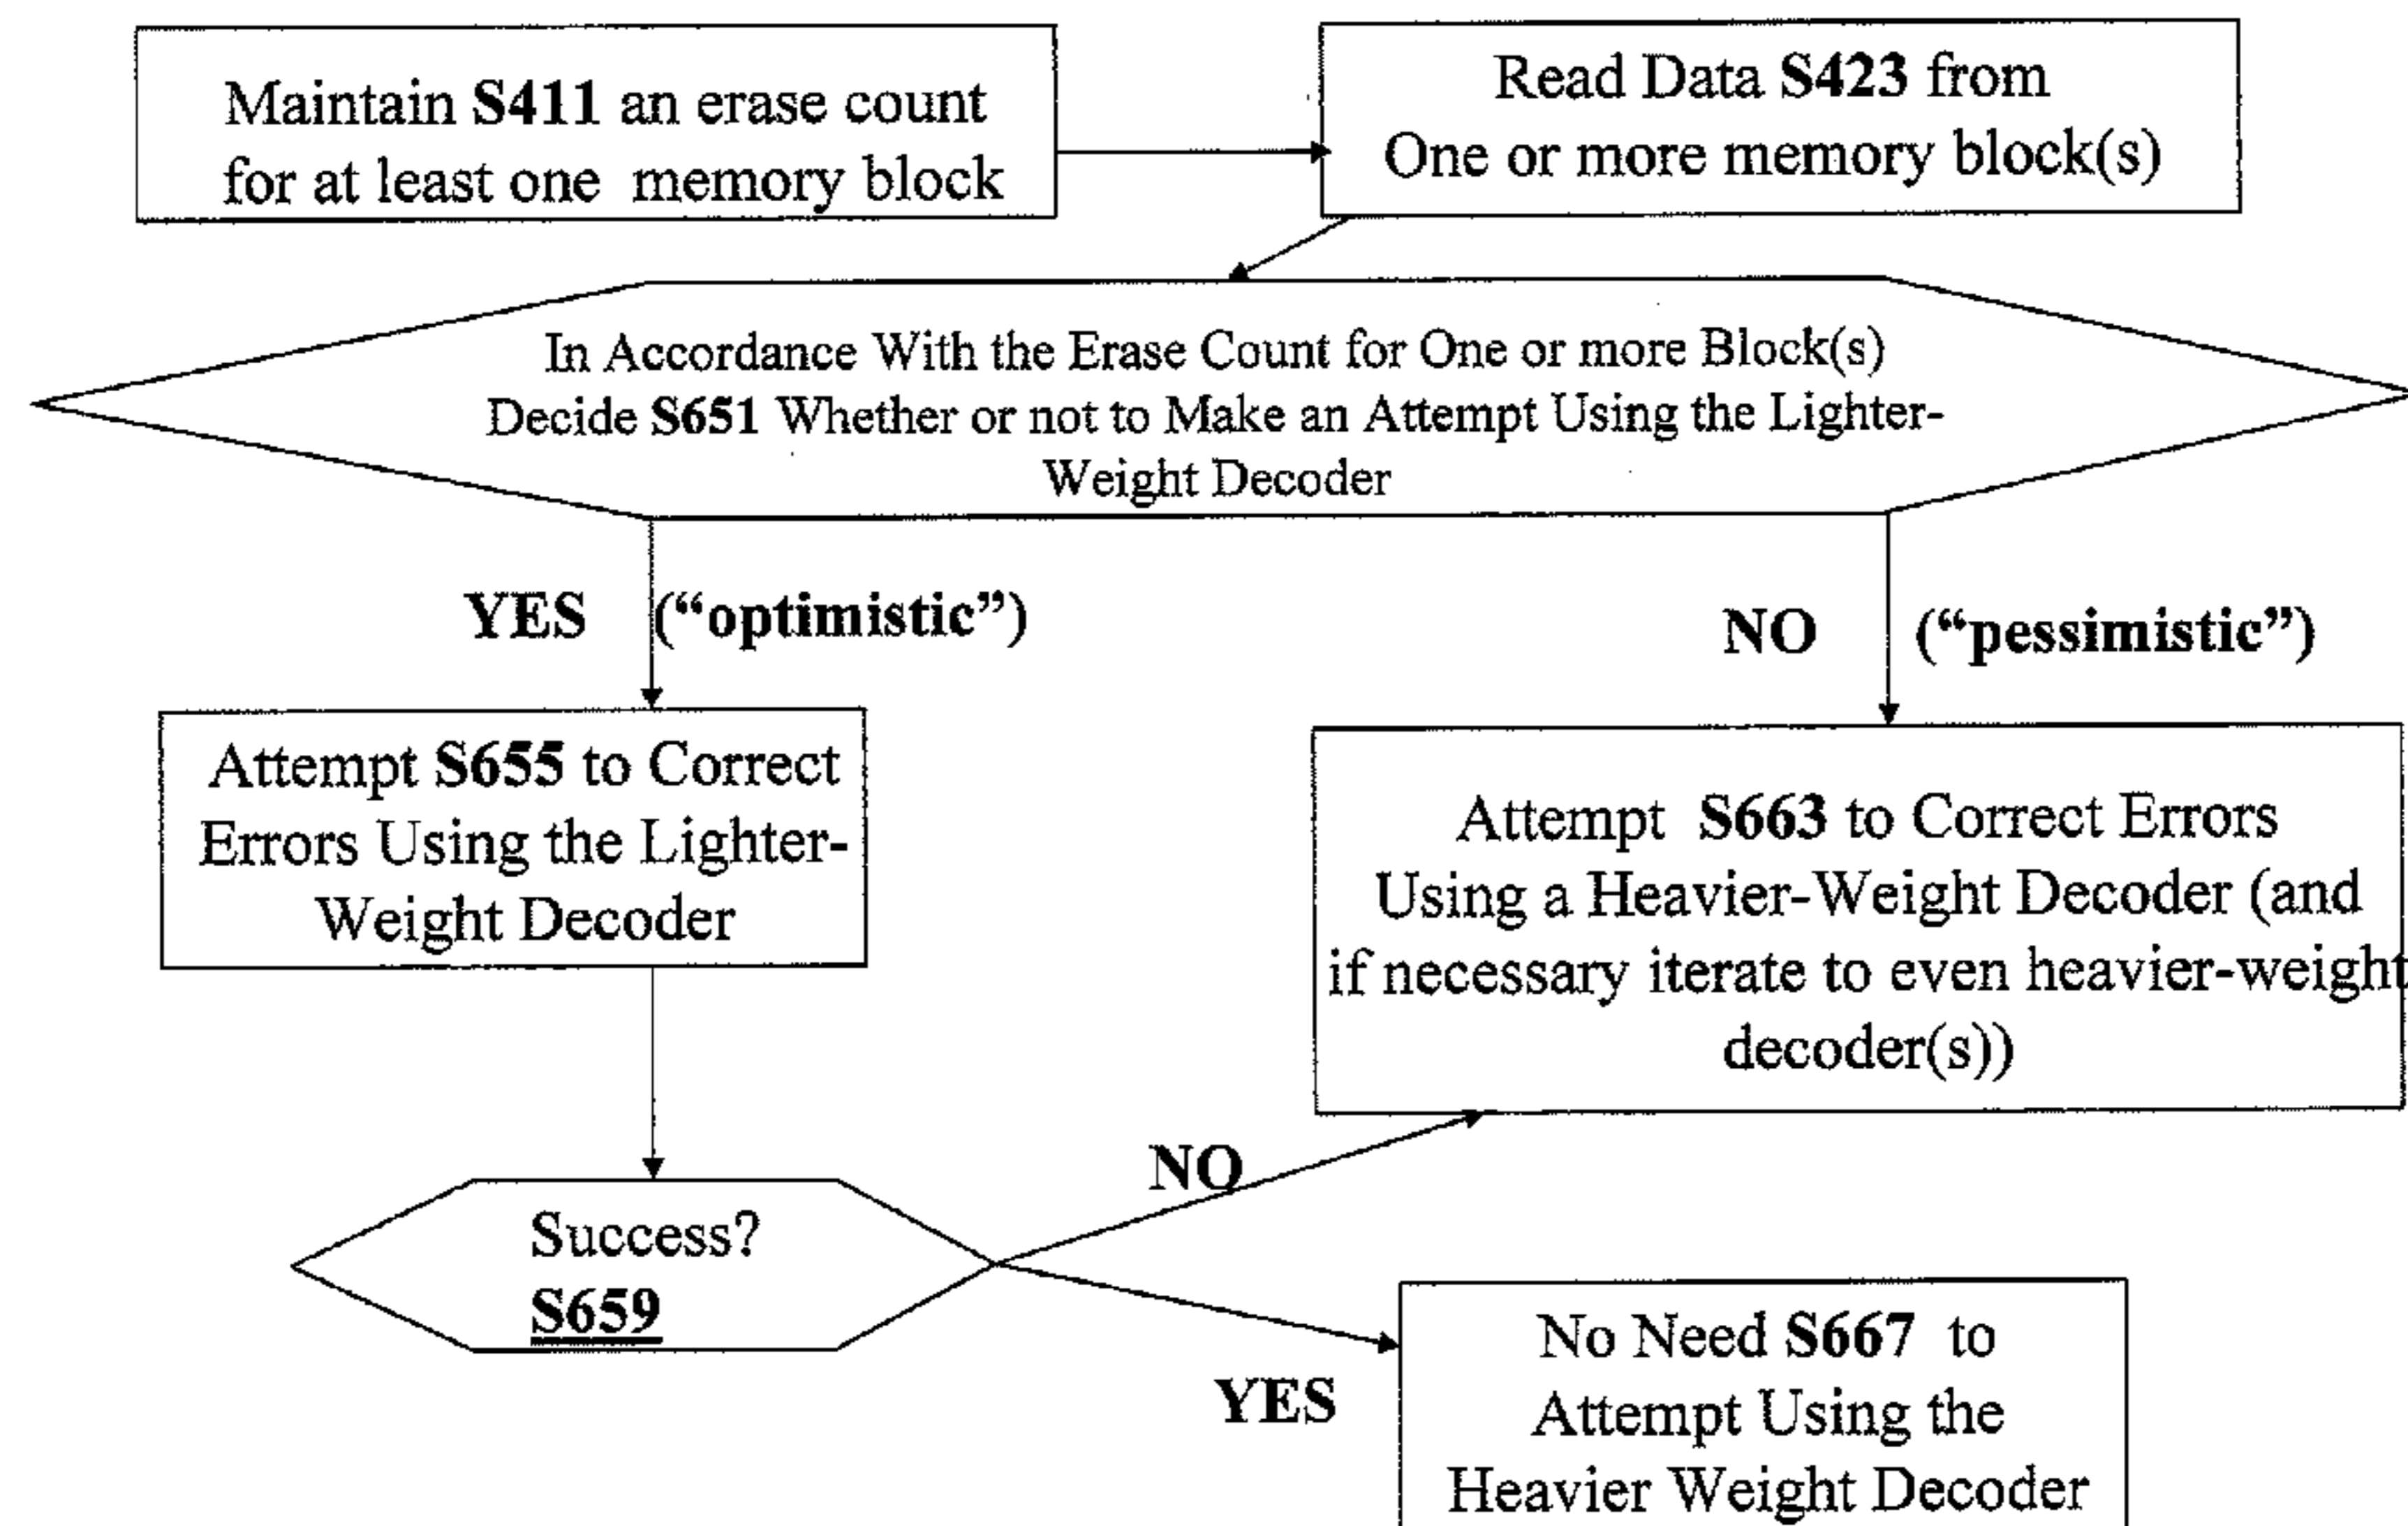 Maintain S411 an erase count
for at least one memory block
Read Data S423 from
One or more memory block(s)
In Accordance With the Erase Count for One or more Block(s)
Decide S651 Whether or not to Make an Attempt Using the Lighter-
Weight Decoder
YES ("optimistic")
NO ("pessimistic")
Attempt S655 to Correct
Errors Using the Lighter-
Weight Decoder
Attempt S663 to Correct Errors
Using a Heavier-Weight Decoder (and
if necessary iterate to even heavier-weight
decoder(s))
NO
Success?
S659
YES
No Need S667 to
Attempt Using the
Heavier Weight Decoder